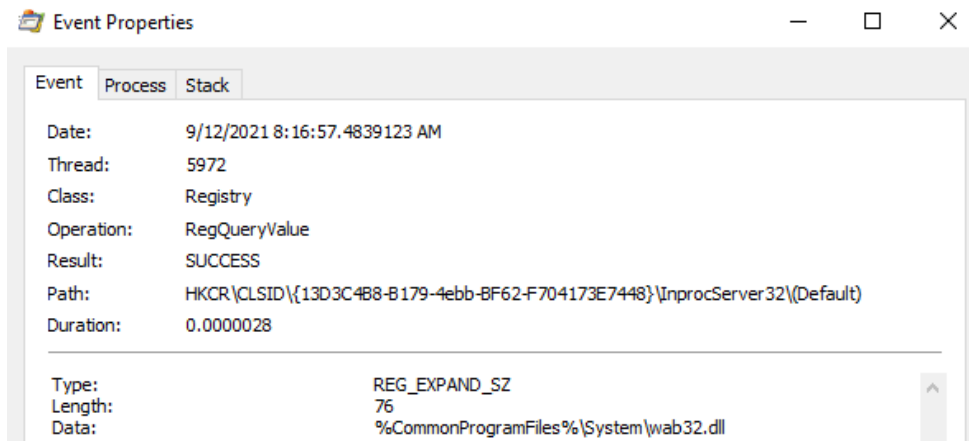 Event Properties
Event Process Stack
Date: 9/12/2021 8:16:57.4839123 AM
Thread: 5972
Class: Registry
Operation: RegQueryValue
Result: SUCCESS
Path: HKCR\CLSID\{13D3C4B8-B179-4ebb-BF62-F704173E7448}\InprocServer32\(Default)
Duration: 0.0000028
Type: REG_EXPAND_SZ
Length: 76
Data: %CommonProgramFiles%\System\wab32.dll